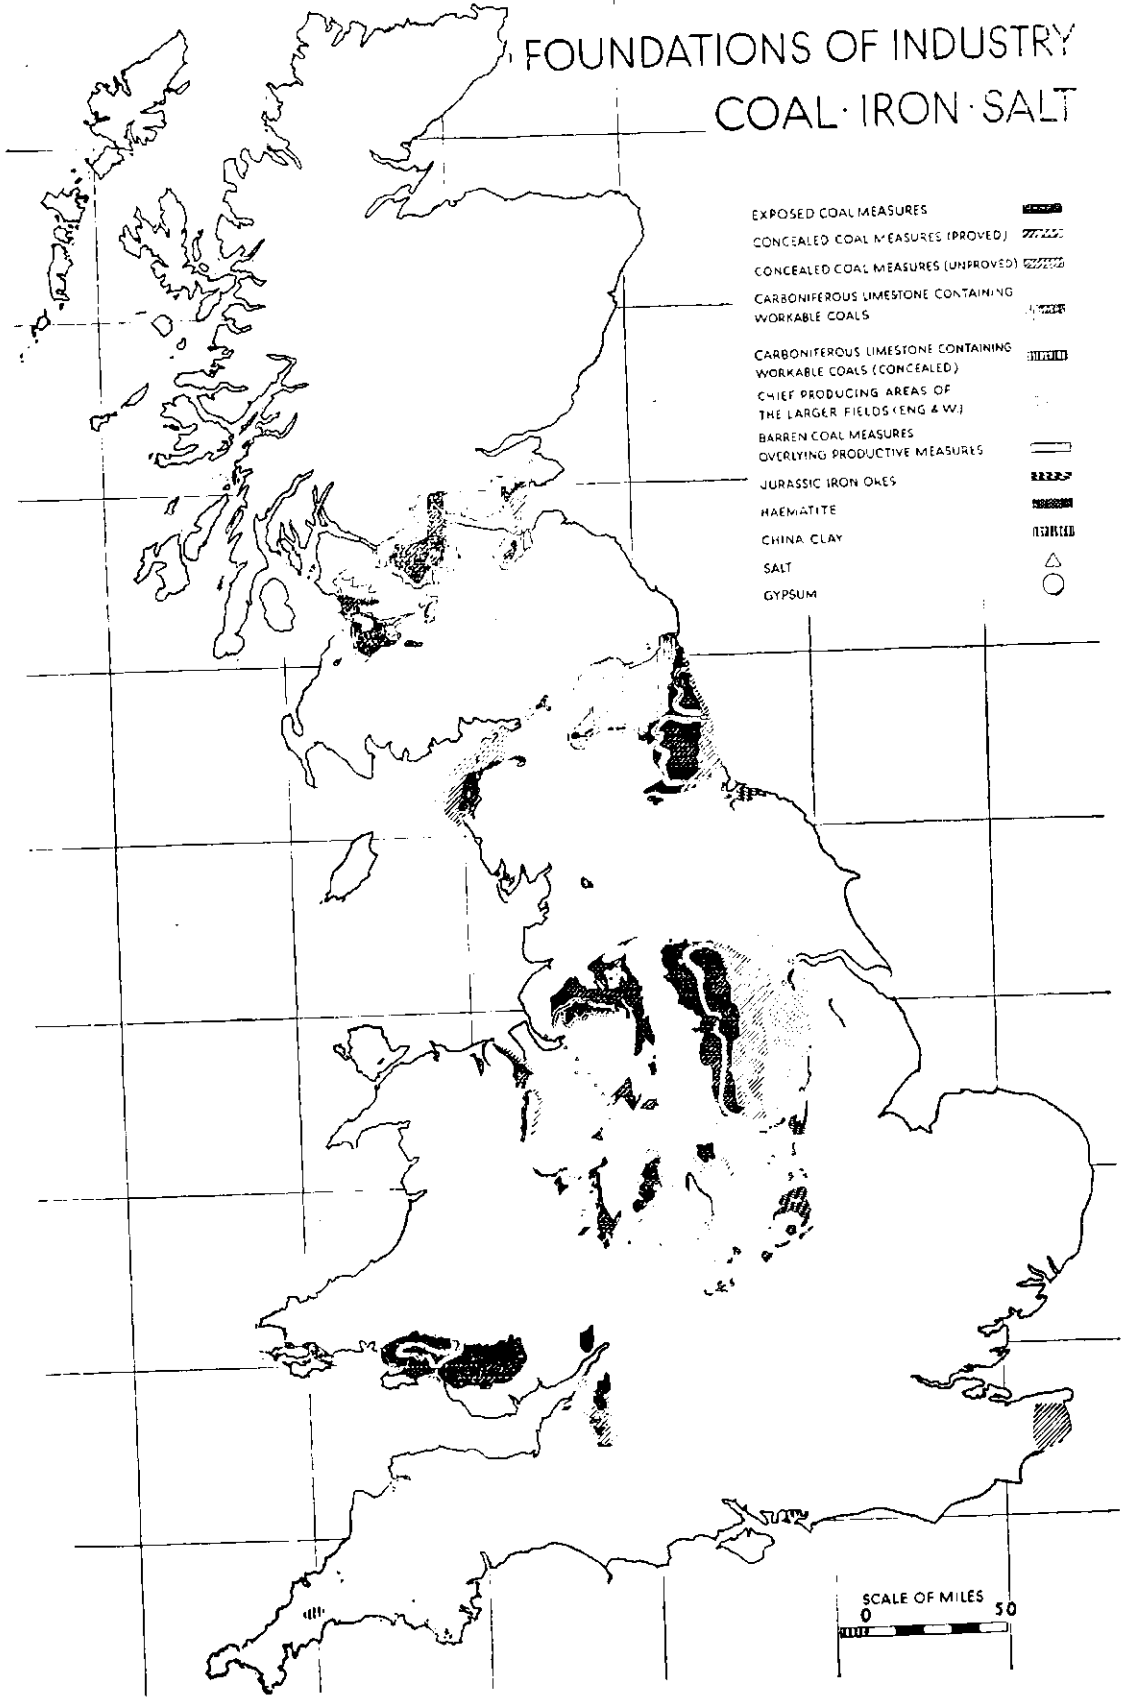 FOUNDATIONS OF INDUSTRY
COAL · IRON · SALT
EXPOSED COAL MEASURES
CONCEALED COAL MEASURES (PROVED)
CONCEALED COAL MEASURES (UNPROVED)
CARBONIFEROUS LIMESTONE CONTAINING
WORKABLE COALS
CARBONIFEROUS LIMESTONE CONTAINING
WORKABLE COALS (CONCEALED)
CHIEF PRODUCING AREAS OF
THE LARGER FIELDS (ENG & W.)
BARREN COAL MEASURES
OVERLYING PRODUCTIVE MEASURES
JURASSIC IRON ORES
HAEMATITE
CHINA CLAY
SALT
GYPSUM
SCALE OF MILES
0 50